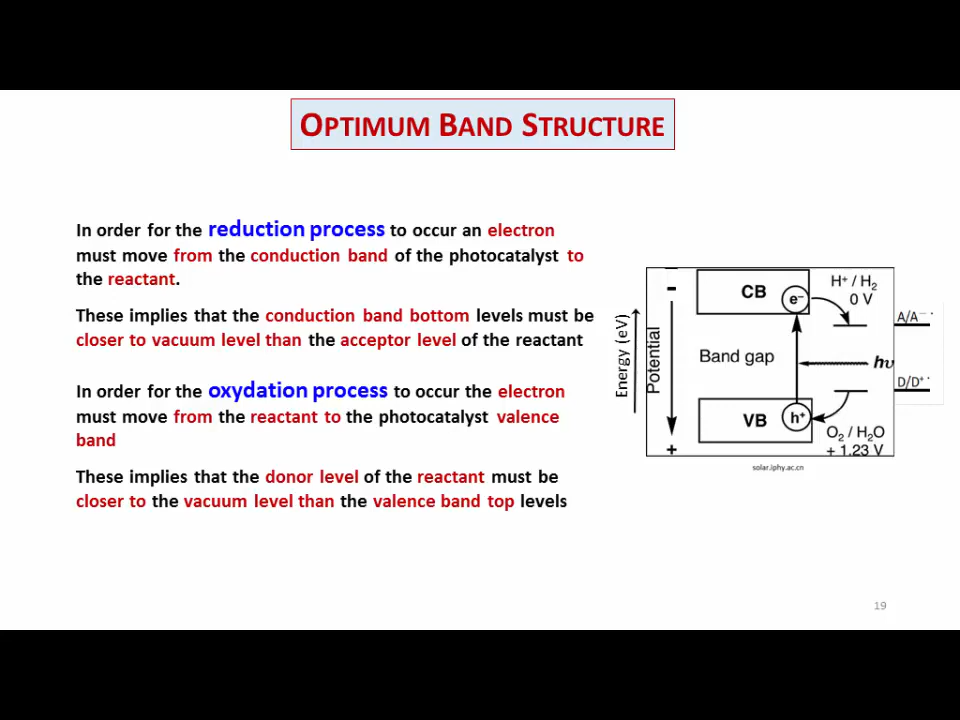 OPTIMUM BAND STRUCTURE
In order for the reduction process to occur an electron
must move from the conduction band of the photocatalyst to
the reactant.
These implies that the conduction band bottom levels must be
closer to vacuum level than the acceptor level of the reactant
In order for the oxydation process to occur the electron
must move from the reactant to the photocatalyst valence
band
These implies that the donor level of the reactant must be
closer to the vacuum level than the valence band top levels
Energy (eV)
Potential
-
+
CB
e⁻
H⁺ / H₂
0 V
A/A⁻·
Band gap
hυ
D/D⁺·
VB
h⁺
O₂ / H₂O
+ 1.23 V
solar.iphy.ac.cn
19